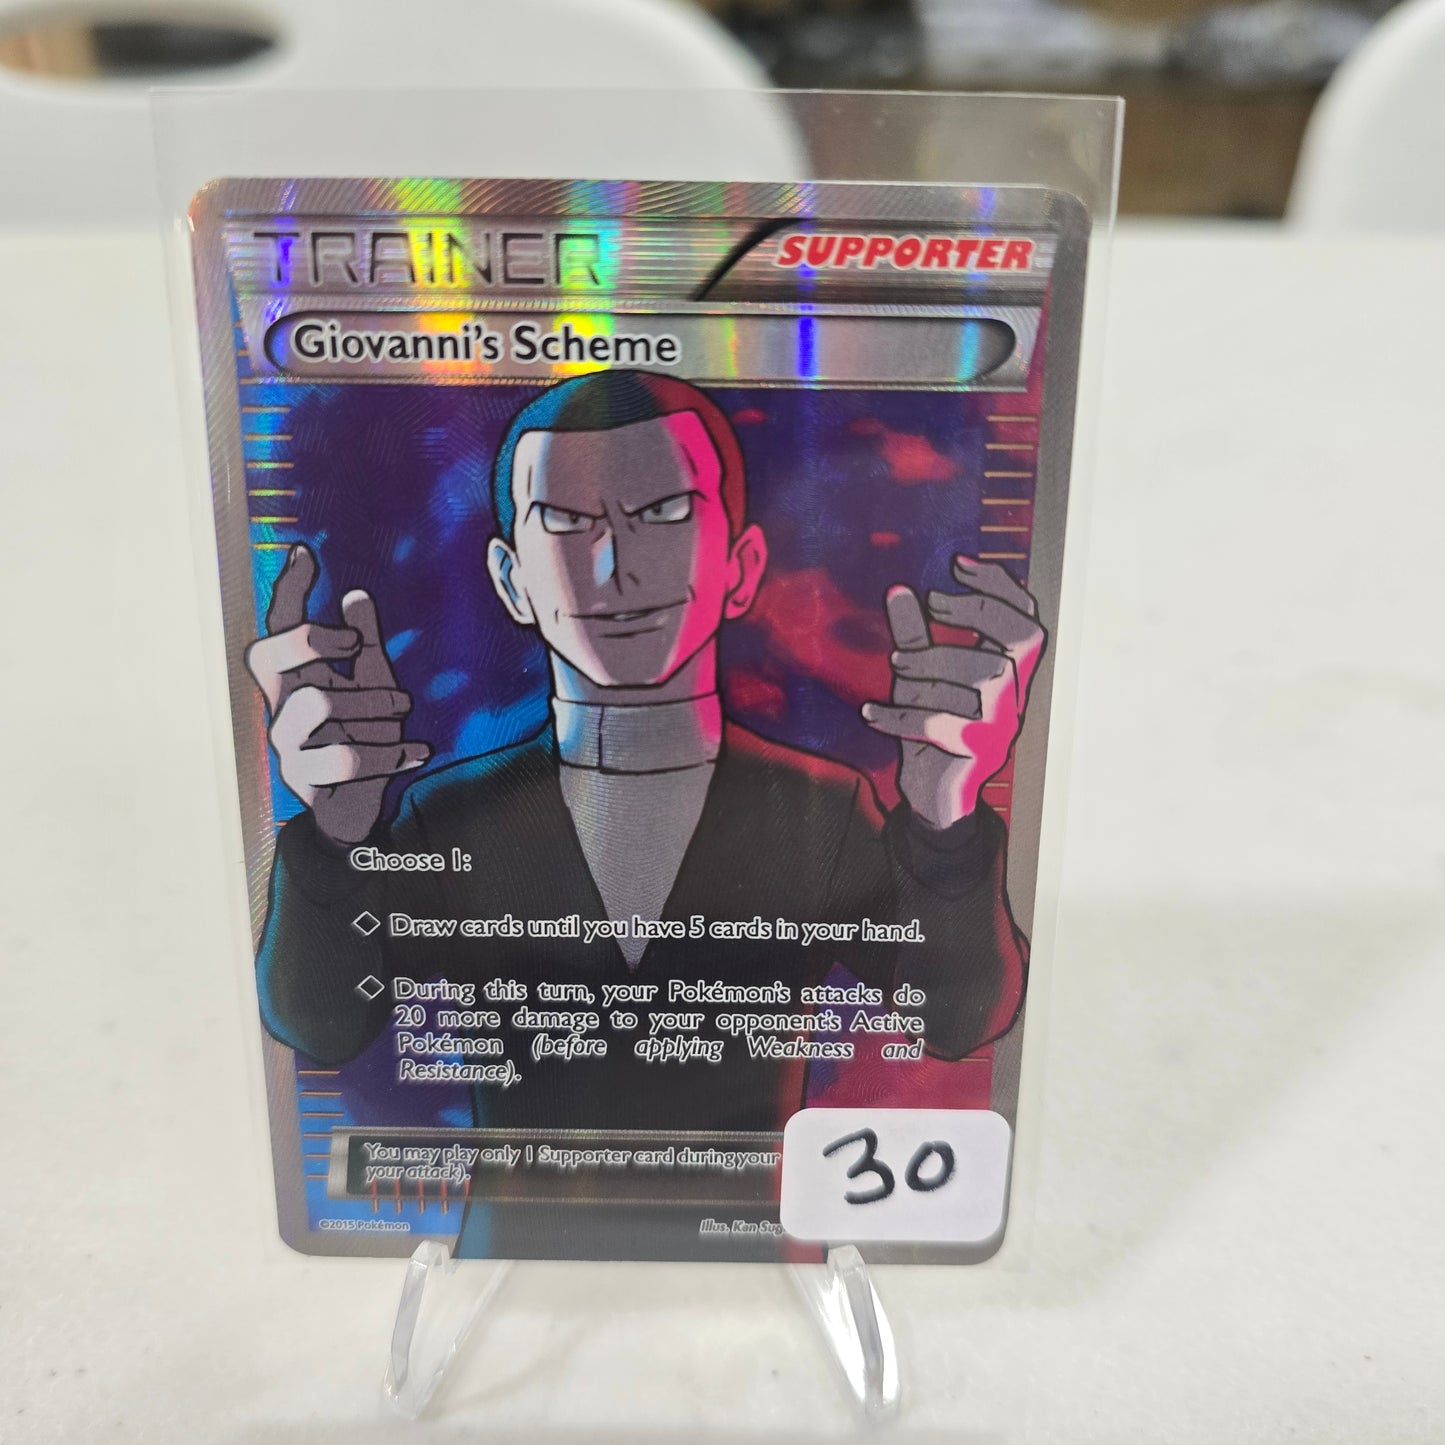 TRAINER
SUPPORTER
Giovanni's Scheme
Choose 1:
◇ Draw cards until you have 5 cards in your hand.
◇ During this turn, your Pokémon's attacks do
20 more damage to your opponent's Active
Pokémon (before applying Weakness and
Resistance).
You may play only 1 Supporter card during your
your attack).
30
©2015 Pokémon
Illus. Ken